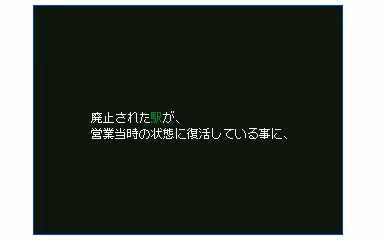 廃止された駅が、
営業当時の状態に復活している事に、